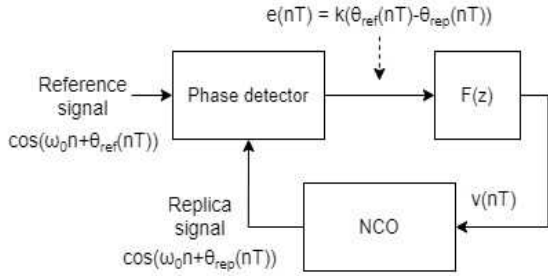 e(nT) = k(θref(nT)-θrep(nT))
Reference
signal
cos(ω0n+θref(nT))
Phase detector
F(z)
Replica
signal
cos(ω0n+θrep(nT))
NCO
v(nT)